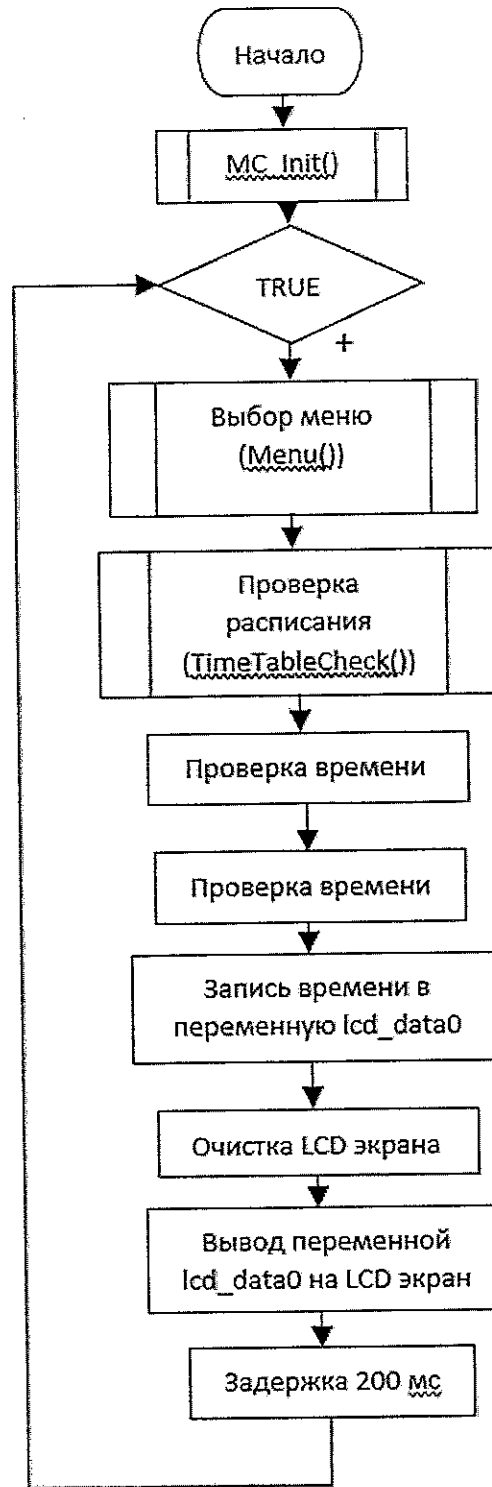 Начало
MC_Init()
TRUE
+
Выбор меню
(Menu())
Проверка
расписания
(TimeTableCheck())
Проверка времени
Проверка времени
Запись времени в
переменную lcd_data0
Очистка LCD экрана
Вывод переменной
lcd_data0 на LCD экран
Задержка 200 мс